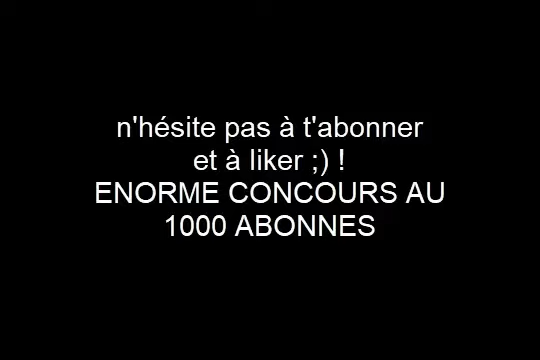 n'hésite pas à t'abonner
et à liker ;) !
ENORME CONCOURS AU
1000 ABONNES